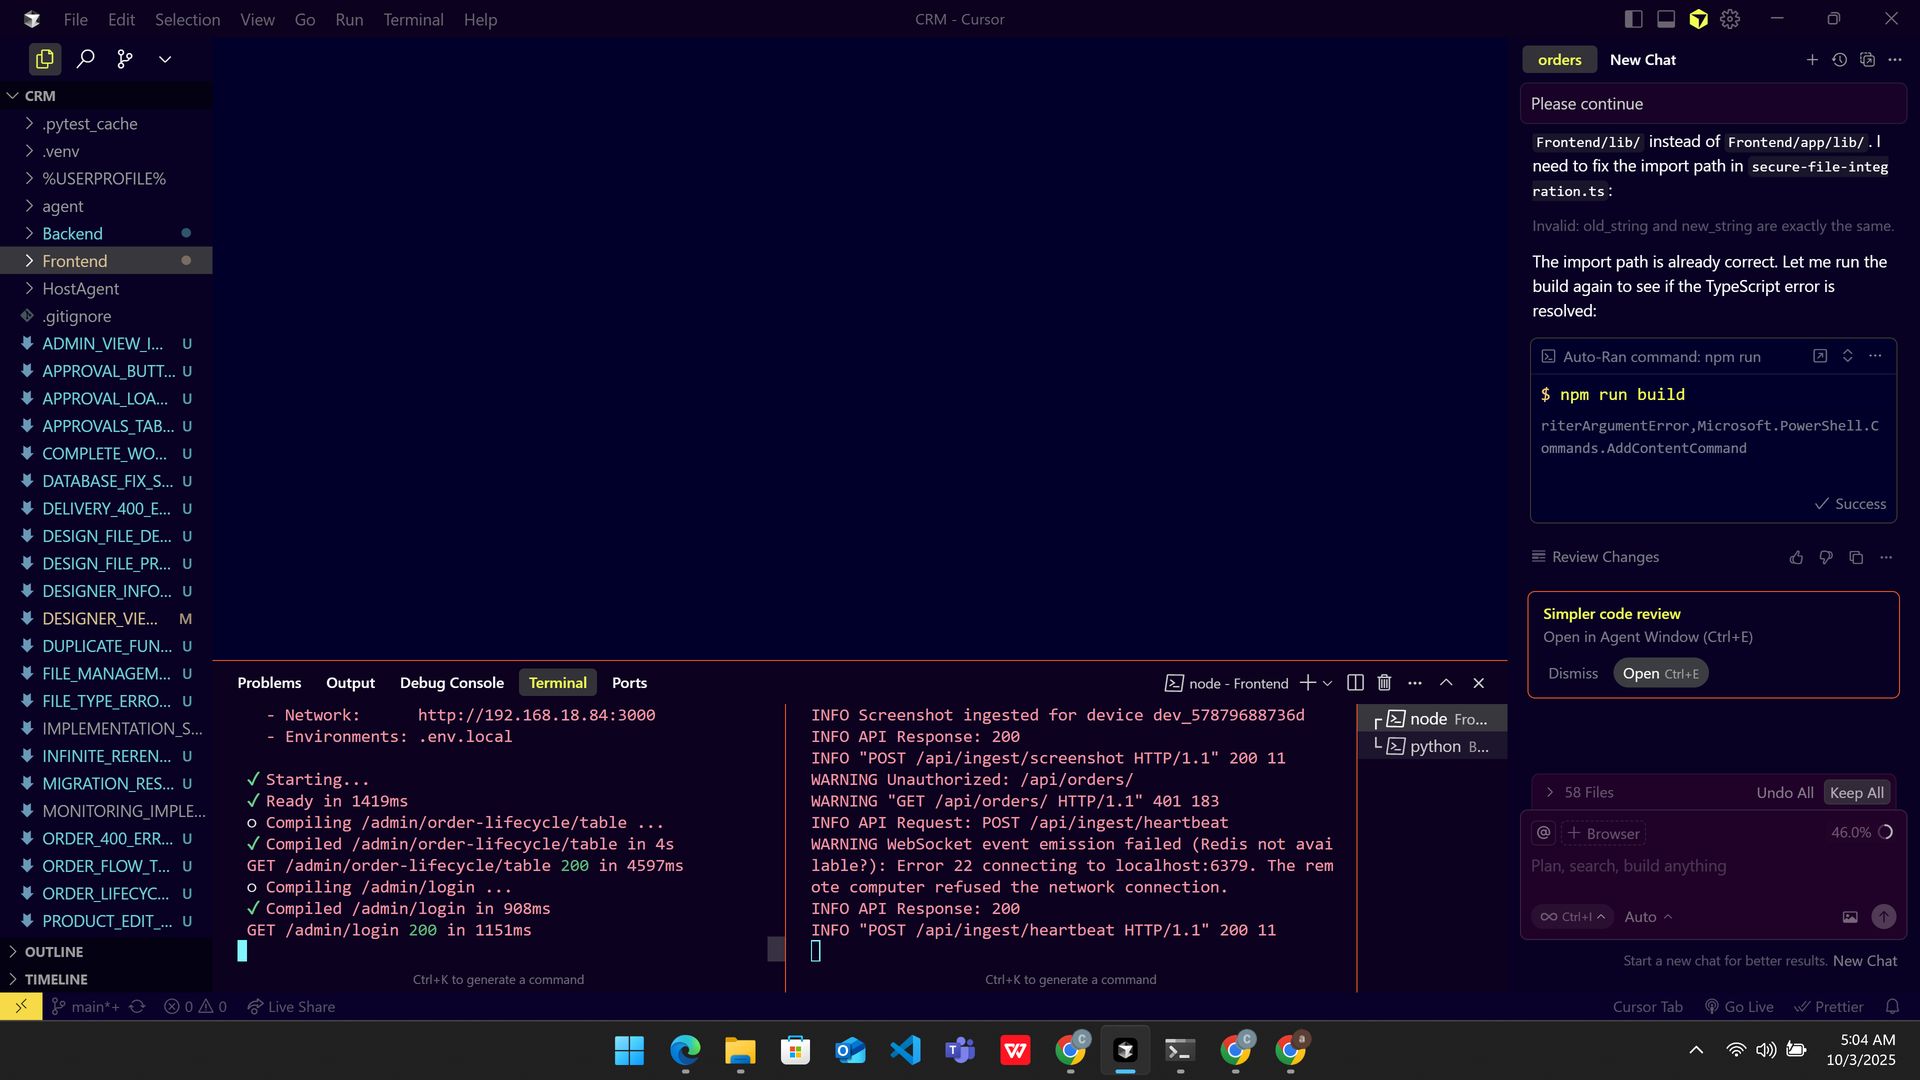 File Edit Selection View Go Run Terminal Help
CRM - Cursor
CRM
.pytest_cache
.venv
%USERPROFILE%
agent
Backend
Frontend
HostAgent
.gitignore
ADMIN_VIEW_I... U
APPROVAL_BUTT... U
APPROVAL_LOA... U
APPROVALS_TAB... U
COMPLETE_WO... U
DATABASE_FIX_S... U
DELIVERY_400_E... U
DESIGN_FILE_DE... U
DESIGN_FILE_PR... U
DESIGNER_INFO... U
DESIGNER_VIE... M
DUPLICATE_FUN... U
FILE_MANAGEM... U
FILE_TYPE_ERRO... U
IMPLEMENTATION_S...
INFINITE_REREN... U
MIGRATION_RES... U
MONITORING_IMPLE...
ORDER_400_ERR... U
ORDER_FLOW_T... U
ORDER_LIFECYC... U
PRODUCT_EDIT_... U
OUTLINE
TIMELINE
Problems Output Debug Console Terminal Ports
node - Frontend
- Network: http://192.168.18.84:3000
- Environments: .env.local
✓ Starting...
✓ Ready in 1419ms
○ Compiling /admin/order-lifecycle/table ...
✓ Compiled /admin/order-lifecycle/table in 4s
GET /admin/order-lifecycle/table 200 in 4597ms
○ Compiling /admin/login ...
✓ Compiled /admin/login in 908ms
GET /admin/login 200 in 1151ms
Ctrl+K to generate a command
INFO Screenshot ingested for device dev_57879688736d
INFO API Response: 200
INFO "POST /api/ingest/screenshot HTTP/1.1" 200 11
WARNING Unauthorized: /api/orders/
WARNING "GET /api/orders/ HTTP/1.1" 401 183
INFO API Request: POST /api/ingest/heartbeat
WARNING WebSocket event emission failed (Redis not avai
lable?): Error 22 connecting to localhost:6379. The rem
ote computer refused the network connection.
INFO API Response: 200
INFO "POST /api/ingest/heartbeat HTTP/1.1" 200 11
Ctrl+K to generate a command
node Fro...
python B...
orders New Chat
Please continue
Frontend/lib/ instead of Frontend/app/lib/. I
need to fix the import path in secure-file-integ
ration.ts:
Invalid: old_string and new_string are exactly the same.
The import path is already correct. Let me run the
build again to see if the TypeScript error is
resolved:
Auto-Ran command: npm run
$ npm run build
riterArgumentError,Microsoft.PowerShell.C
ommands.AddContentCommand
Success
Review Changes
Simpler code review
Open in Agent Window (Ctrl+E)
Dismiss Open Ctrl+E
58 Files Undo All Keep All
@ + Browser 46.0%
Plan, search, build anything
∞ Ctrl+I Auto
Start a new chat for better results. New Chat
main*+ 0 0 Live Share
Cursor Tab Go Live Prettier
5:04 AM
10/3/2025